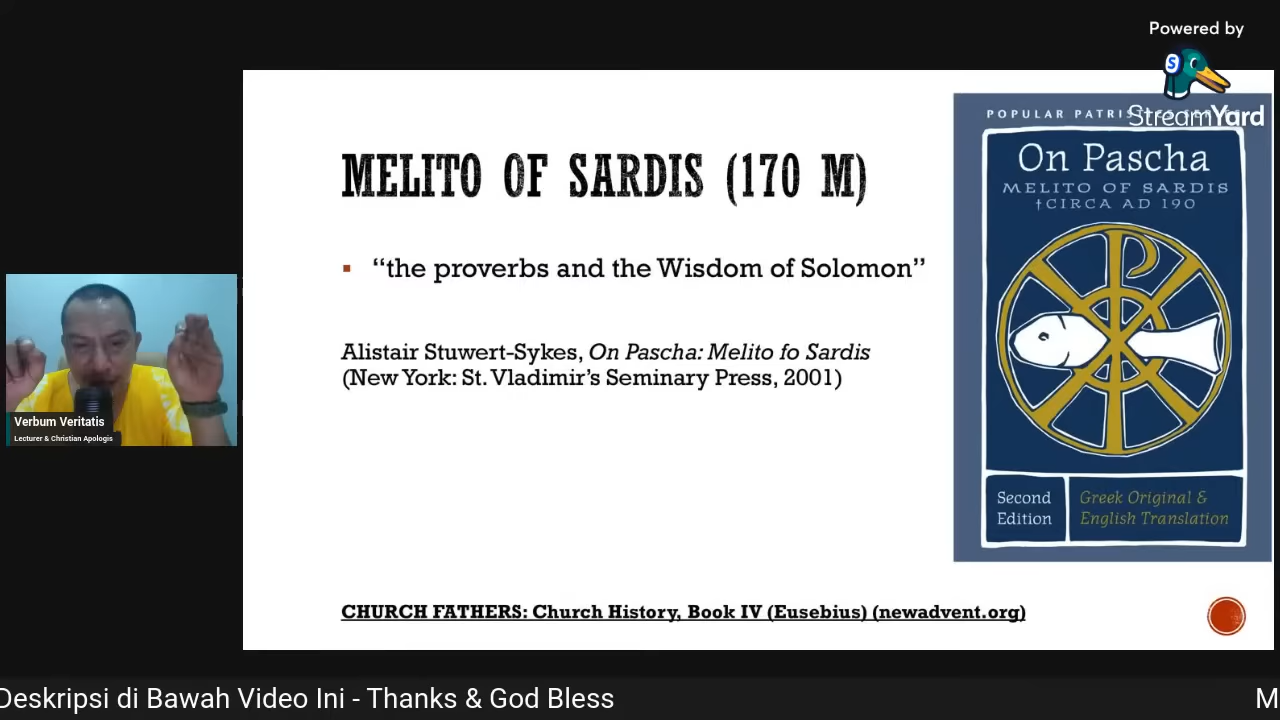 Powered by
StreamYard
POPULAR
On Pascha
MELITO OF SARDIS
†CIRCA AD 190
MELITO OF SARDIS (170 M)
▪ “the proverbs and the Wisdom of Solomon”
Alistair Stuwert-Sykes, On Pascha: Melito fo Sardis
(New York: St. Vladimir’s Seminary Press, 2001)
Verbum Veritatis
Lecturer & Christian Apologis
Second
Edition
Greek Original &
English Translation
CHURCH FATHERS: Church History, Book IV (Eusebius) (newadvent.org)
Deskripsi di Bawah Video Ini - Thanks & God Bless
M